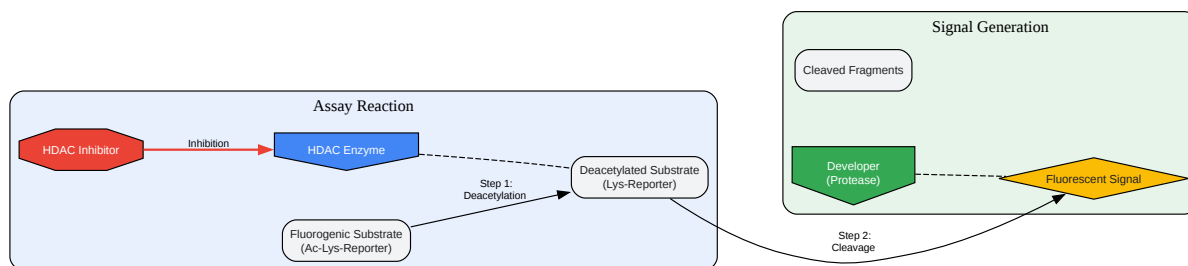 Signal Generation
Cleaved Fragments
Assay Reaction
HDAC Inhibitor
Inhibition
HDAC Enzyme
Deacetylated Substrate
(Lys-Reporter)
Developer
(Protease)
Fluorescent Signal
Step 1:
Deacetylation
Fluorogenic Substrate
(Ac-Lys-Reporter)
Step 2:
Cleavage